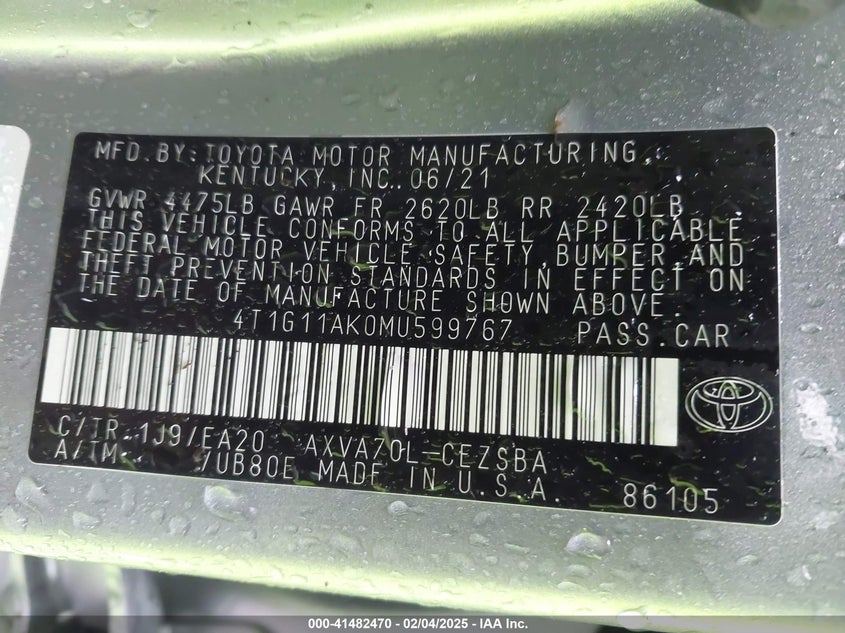 MFD.BY:TOYOTA MOTOR MANUFACTURING,
KENTUCKY, INC. 06/21
GVWR 4475LB GAWR FR 2620LB RR 2420LB
THIS VEHICLE CONFORMS TO ALL APPLICABLE
FEDERAL MOTOR VEHICLE SAFETY, BUMPER, AND
THEFT PREVENTION STANDARDS IN EFFECT ON
THE DATE OF MANUFACTURE SHOWN ABOVE.
4T1G11AK0MU599767 PASS.CAR
C/TR 1J9/EA20 AXVA70L-CEZSBA
A/TM- /UB80E MADE IN U.S.A. 86105
000-41482470 - 02/04/2025 - IAA Inc.